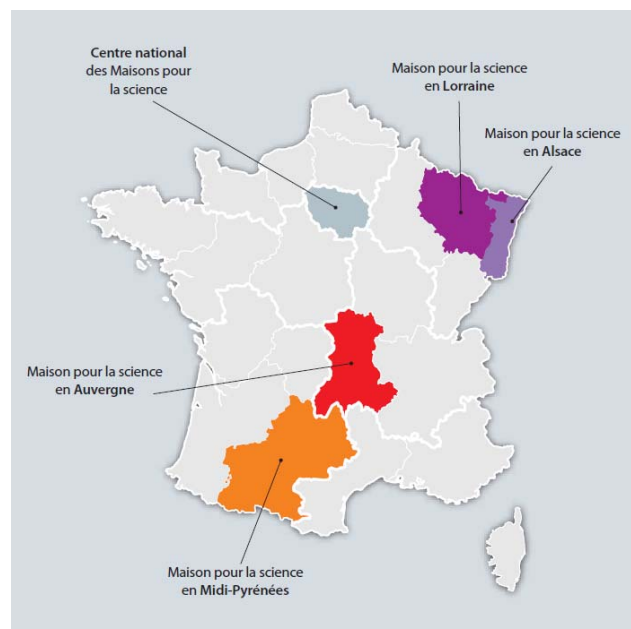 Centre national
des Maisons pour
la science
Maison pour la science
en Lorraine
Maison pour la science
en Alsace
Maison pour la science
en Auvergne
Maison pour la science
en Midi-Pyrénées